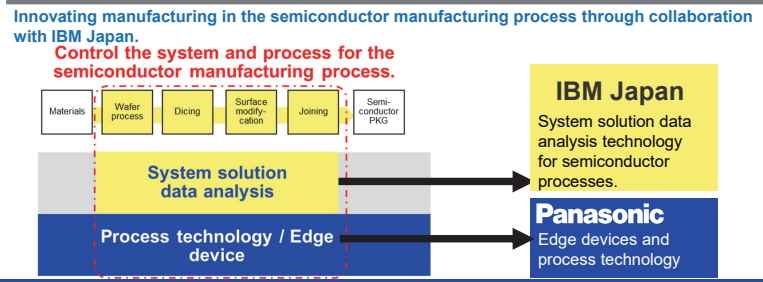 Innovating manufacturing in the semiconductor manufacturing process through collaboration
with IBM Japan.
Control the system and process for the
semiconductor manufacturing process.
Materials
Wafer
process
Dicing
Surface
modify-
cation
Joining
Semi-
conductor
PKG
System solution
data analysis
Process technology / Edge
device
IBM Japan
System solution data
analysis technology
for semiconductor
processes.
Panasonic
Edge devices and
process technology